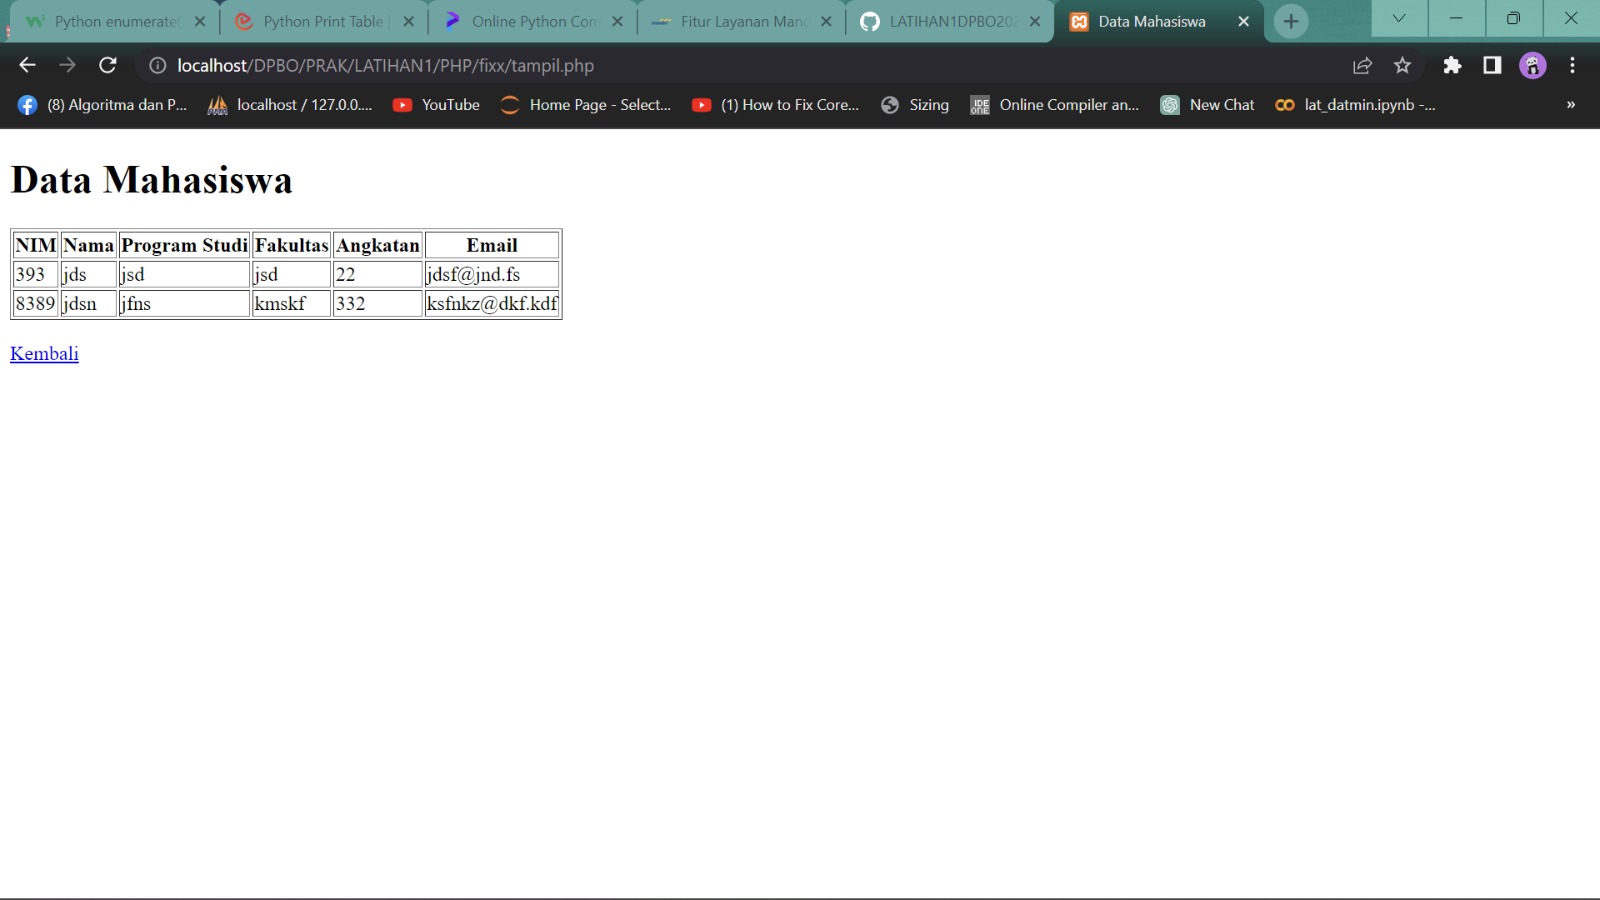 Python enumerate( Python Print Table | Online Python Com Fitur Layanan Mand LATIHAN1DPBO202 Data Mahasiswa
localhost/DPBO/PRAK/LATIHAN1/PHP/fixx/tampil.php
(8) Algoritma dan P... localhost / 127.0.0.... YouTube Home Page - Select... (1) How to Fix Core... Sizing Online Compiler an... New Chat lat_datmin.ipynb -... »
Data Mahasiswa
NIM Nama Program Studi Fakultas Angkatan Email
393 jds jsd jsd 22 jdsf@jnd.fs
8389 jdsn jfns kmskf 332 ksfnkz@dkf.kdf
Kembali